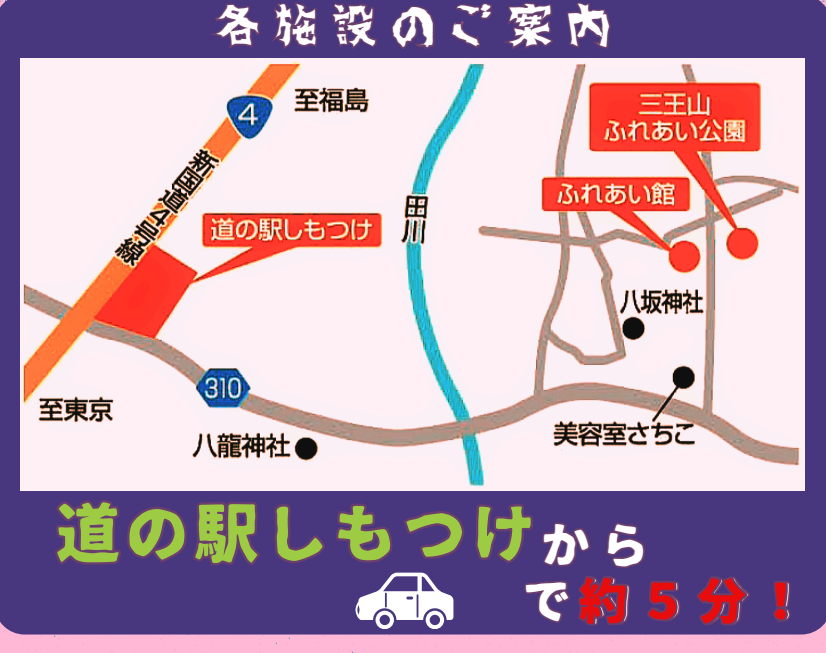 各施設のご案内
4
至福島
新国道4号線
道の駅しもつけ
田川
三王山
ふれあい公園
ふれあい館
八坂神社
310
至東京
八龍神社
美容室さちこ
道の駅しもつけから
で約5分！